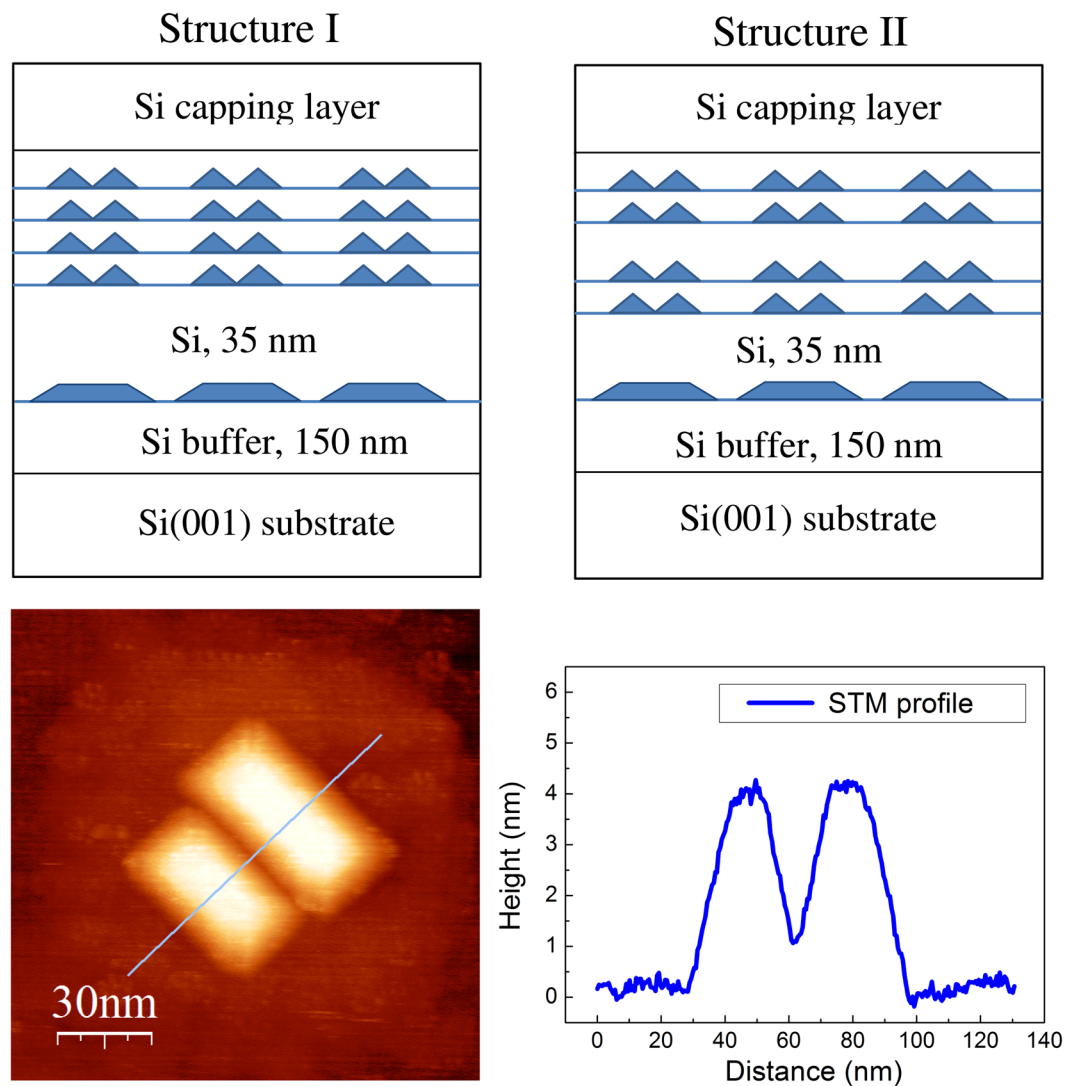 Structure I
Si capping layer
Si, 35 nm
Si buffer, 150 nm
Si(001) substrate
Structure II
Si capping layer
Si, 35 nm
Si buffer, 150 nm
Si(001) substrate
30nm
STM profile
Height (nm)
6
5
4
3
2
1
0
0 20 40 60 80 100 120 140
Distance (nm)